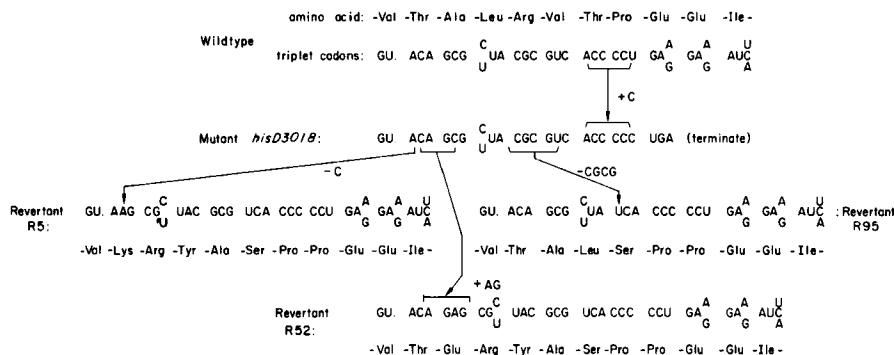 amino acid: -Val -Thr -Ala -Leu -Arg -Val -Thr -Pro -Glu -Glu -Ile-
Wildtype
triplet codons: GU. ACA GCG C/U UA CGC GUC ACC CCU GA A/G GA A/G AU U/C/A
+C
Mutant hisD3018: GU. ACA GCG C/U UA CGC GUC ACC CCC UGA (terminate)
-C
-CGCG
Revertant R5: GU. AAG CG C/U UAC GCG UCA CCC CCU GA A/G GA A/G AU U/C/A
-Val -Lys -Arg -Tyr -Ala -Ser -Pro -Pro -Glu -Glu -Ile-
GU. ACA GCG C/U UA UCA CCC CCU GA A/G GA A/G AU U/C/A : Revertant R95
-Val -Thr -Ala -Leu -Ser -Pro -Pro -Glu -Glu -Ile-
+AG
Revertant R52: GU. ACA GAG CG C/U UAC GCG UCA CCC CCU GA A/G GA A/G AU U/C/A
-Val -Thr -Glu -Arg -Tyr -Ala -Ser -Pro -Pro -Glu -Glu -Ile-